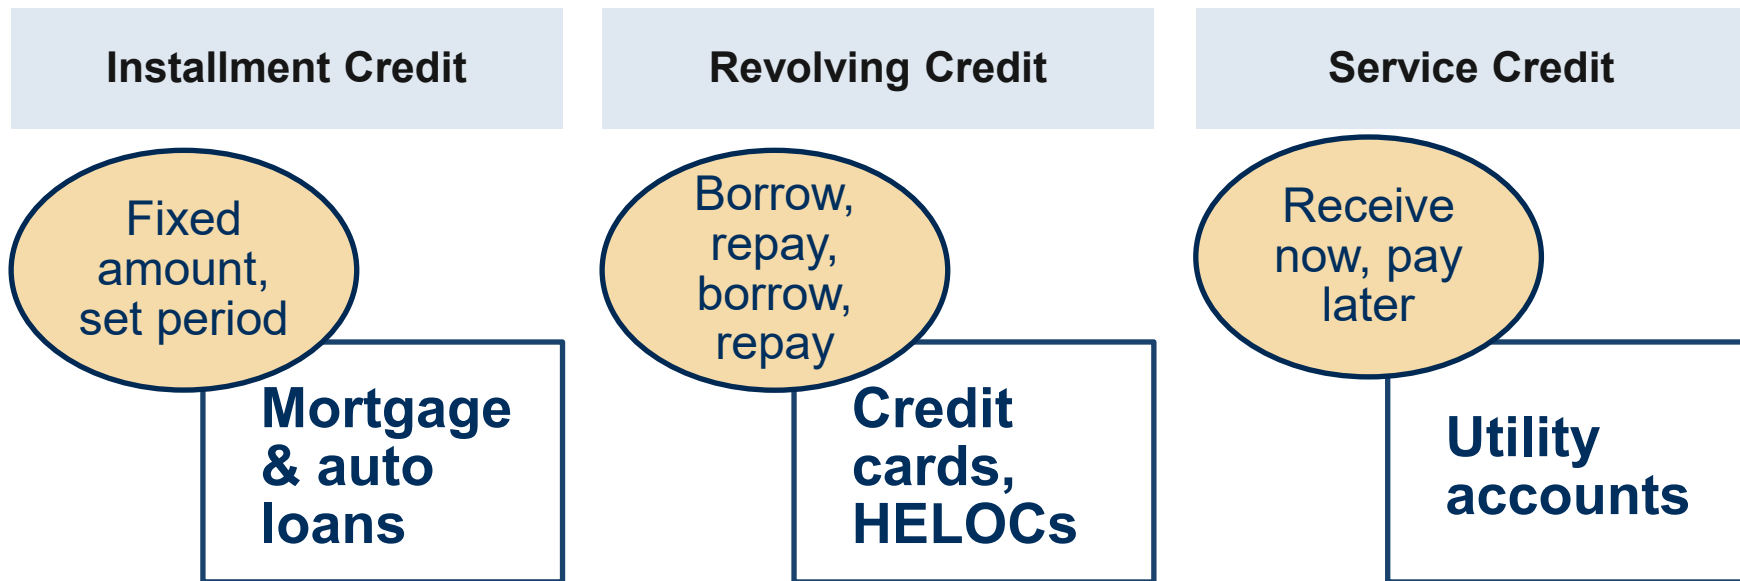 Installment Credit
Fixed
amount,
set period
Mortgage
& auto
loans
Revolving Credit
Borrow,
repay,
borrow,
repay
Credit
cards,
HELOCs
Service Credit
Receive
now, pay
later
Utility
accounts